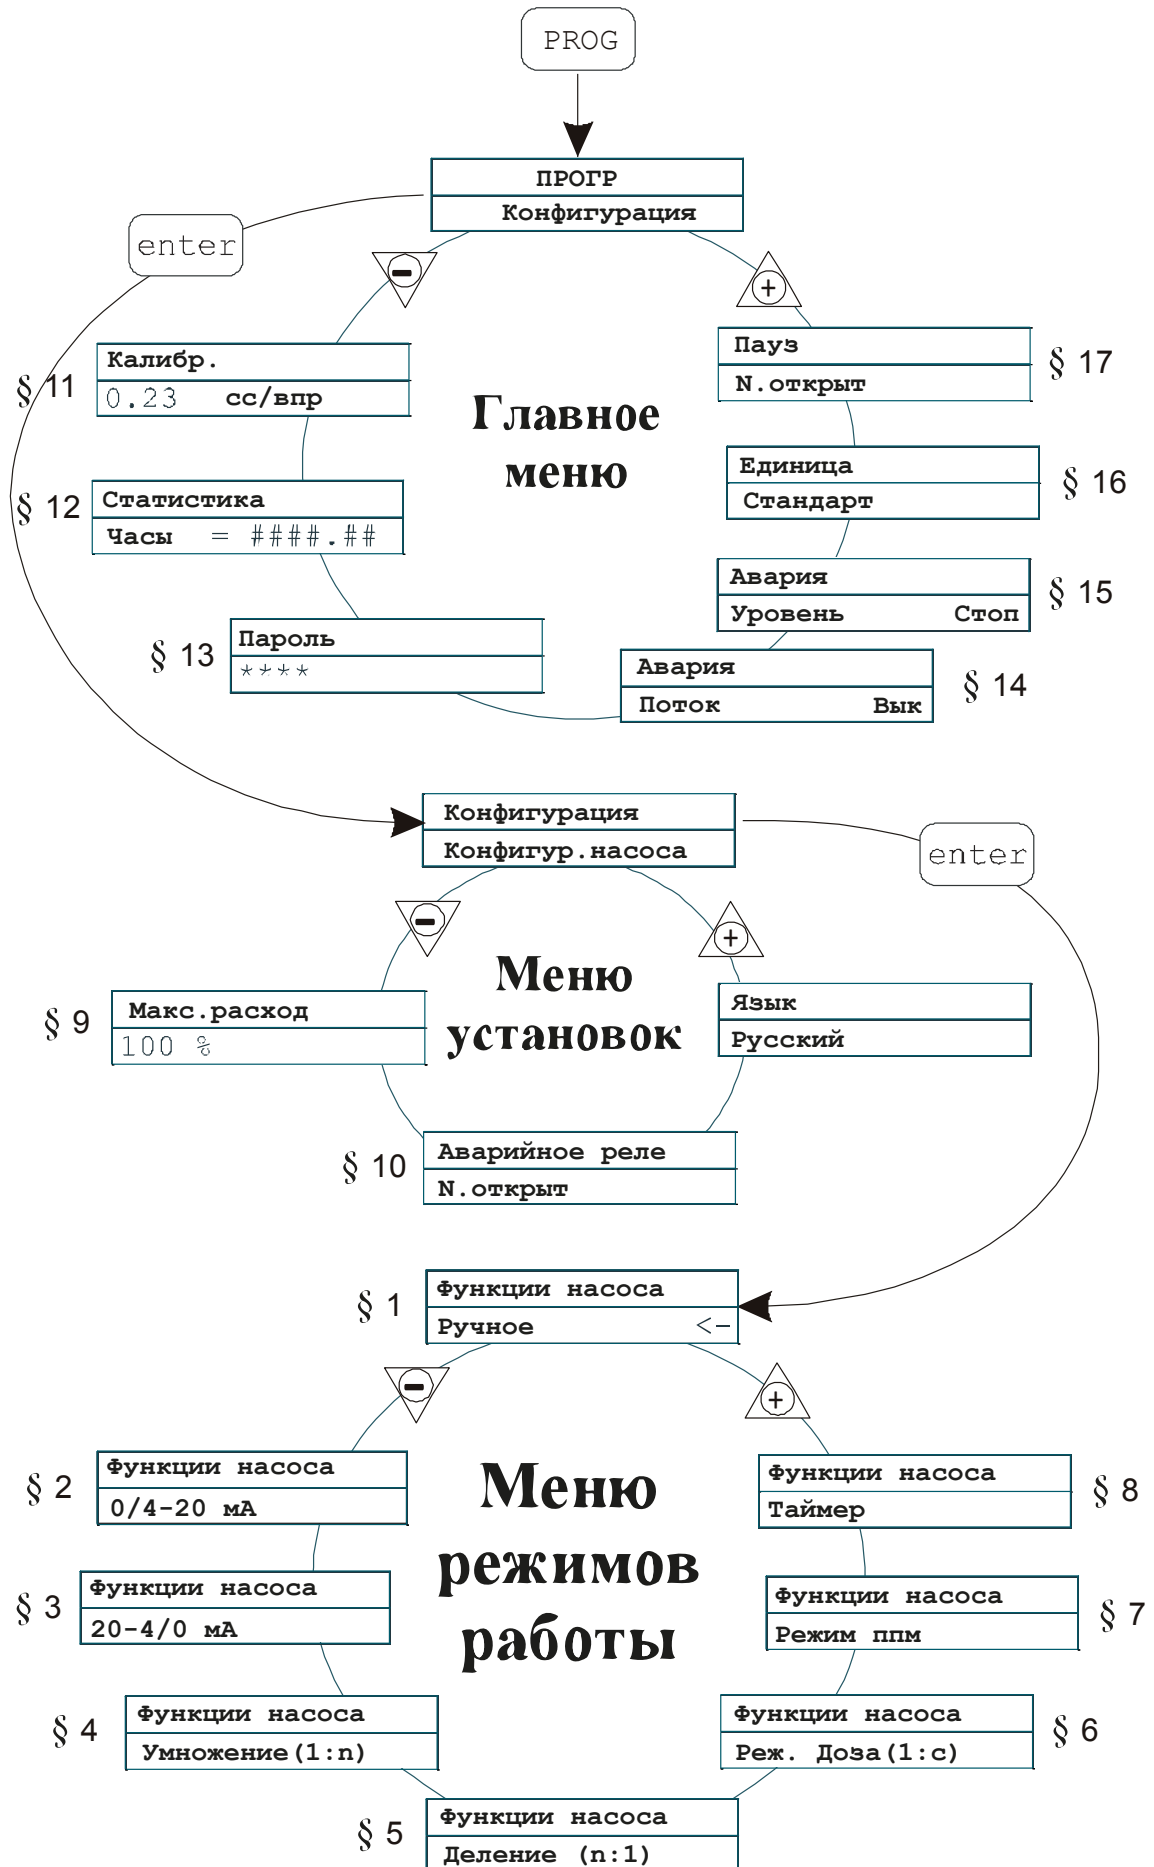 PROG
ПРОГР
Конфигурация
enter
−
+
Калибр.
0.23 сс/впр
§ 11
Пауз
N.открыт
§ 17
Главное
меню
Единица
Стандарт
§ 16
§ 12
Статистика
Часы = ####.##
Авария
Уровень Стоп
§ 15
§ 13
Пароль
****
Авария
Поток Вык
§ 14
Конфигурация
Конфигур.насоса
enter
−
+
Меню
установок
§ 9
Макс.расход
100 %
Язык
Русский
§ 10
Аварийное реле
N.открыт
§ 1
Функции насоса
Ручное <-
−
+
§ 2
Функции насоса
0/4-20 мА
Меню
режимов
работы
Функции насоса
Таймер
§ 8
§ 3
Функции насоса
20-4/0 мА
Функции насоса
Режим ппм
§ 7
§ 4
Функции насоса
Умножение(1:n)
Функции насоса
Реж. Доза(1:с)
§ 6
§ 5
Функции насоса
Деление (n:1)